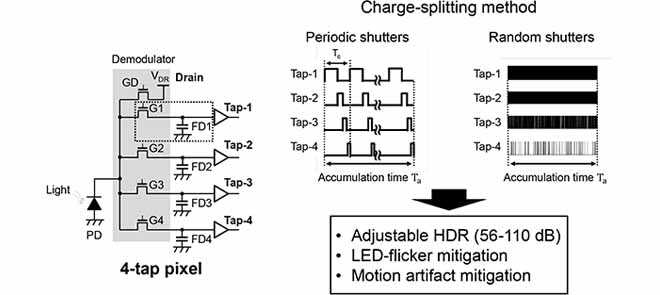 Charge-splitting method
Demodulator
V_DR Drain
GD
G1
Tap-1
FD1
G2
Tap-2
FD2
G3
Tap-3
FD3
G4
Tap-4
FD4
Light
PD
4-tap pixel
Periodic shutters
T_c
Tap-1
Tap-2
Tap-3
Tap-4
Accumulation time T_a
Random shutters
Tap-1
Tap-2
Tap-3
Tap-4
Accumulation time T_a
• Adjustable HDR (56-110 dB)
• LED-flicker mitigation
• Motion artifact mitigation